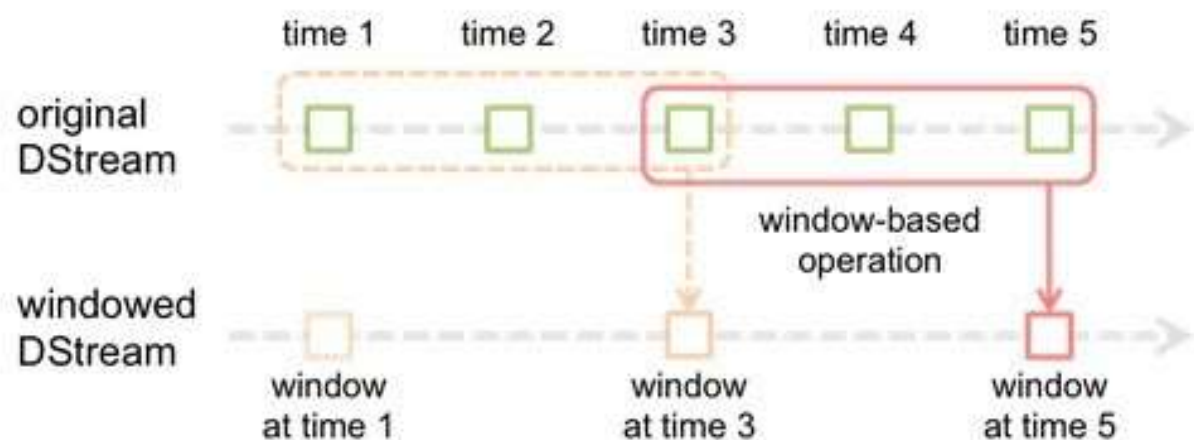 time 1 time 2 time 3 time 4 time 5
original
DStream
window-based
operation
windowed
DStream
window
at time 1
window
at time 3
window
at time 5